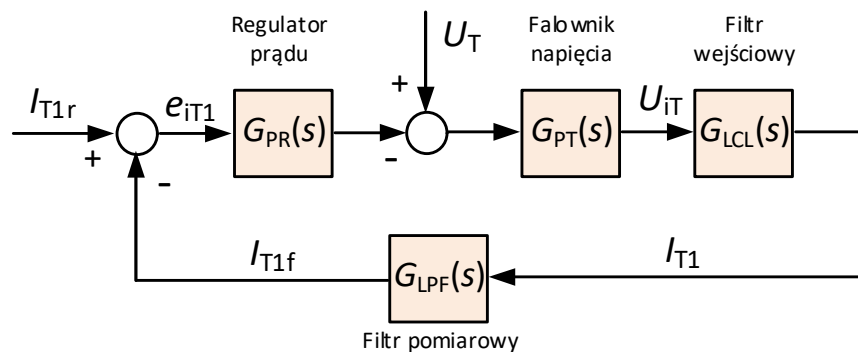 Regulator
prądu
U_T
Falownik
napięcia
Filtr
wejściowy
I_T1r
+
-
e_iT1
G_PR(s)
+
-
G_PT(s)
U_iT
G_LCL(s)
I_T1f
G_LPF(s)
I_T1
Filtr pomiarowy